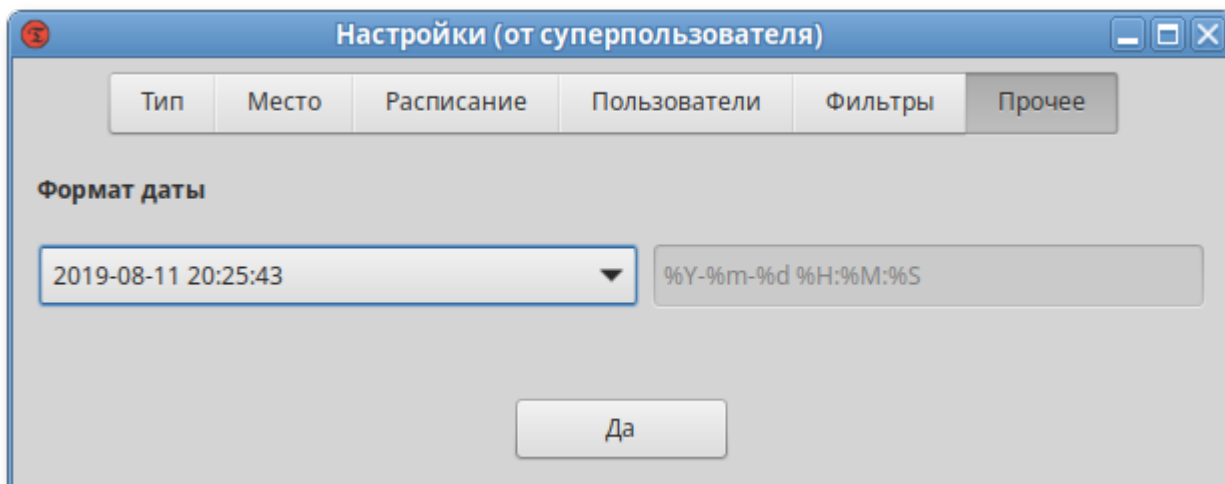 Настройки (от суперпользователя)
Тип Место Расписание Пользователи Фильтры Прочее
Формат даты
2019-08-11 20:25:43 %Y-%m-%d %H:%M:%S
Да